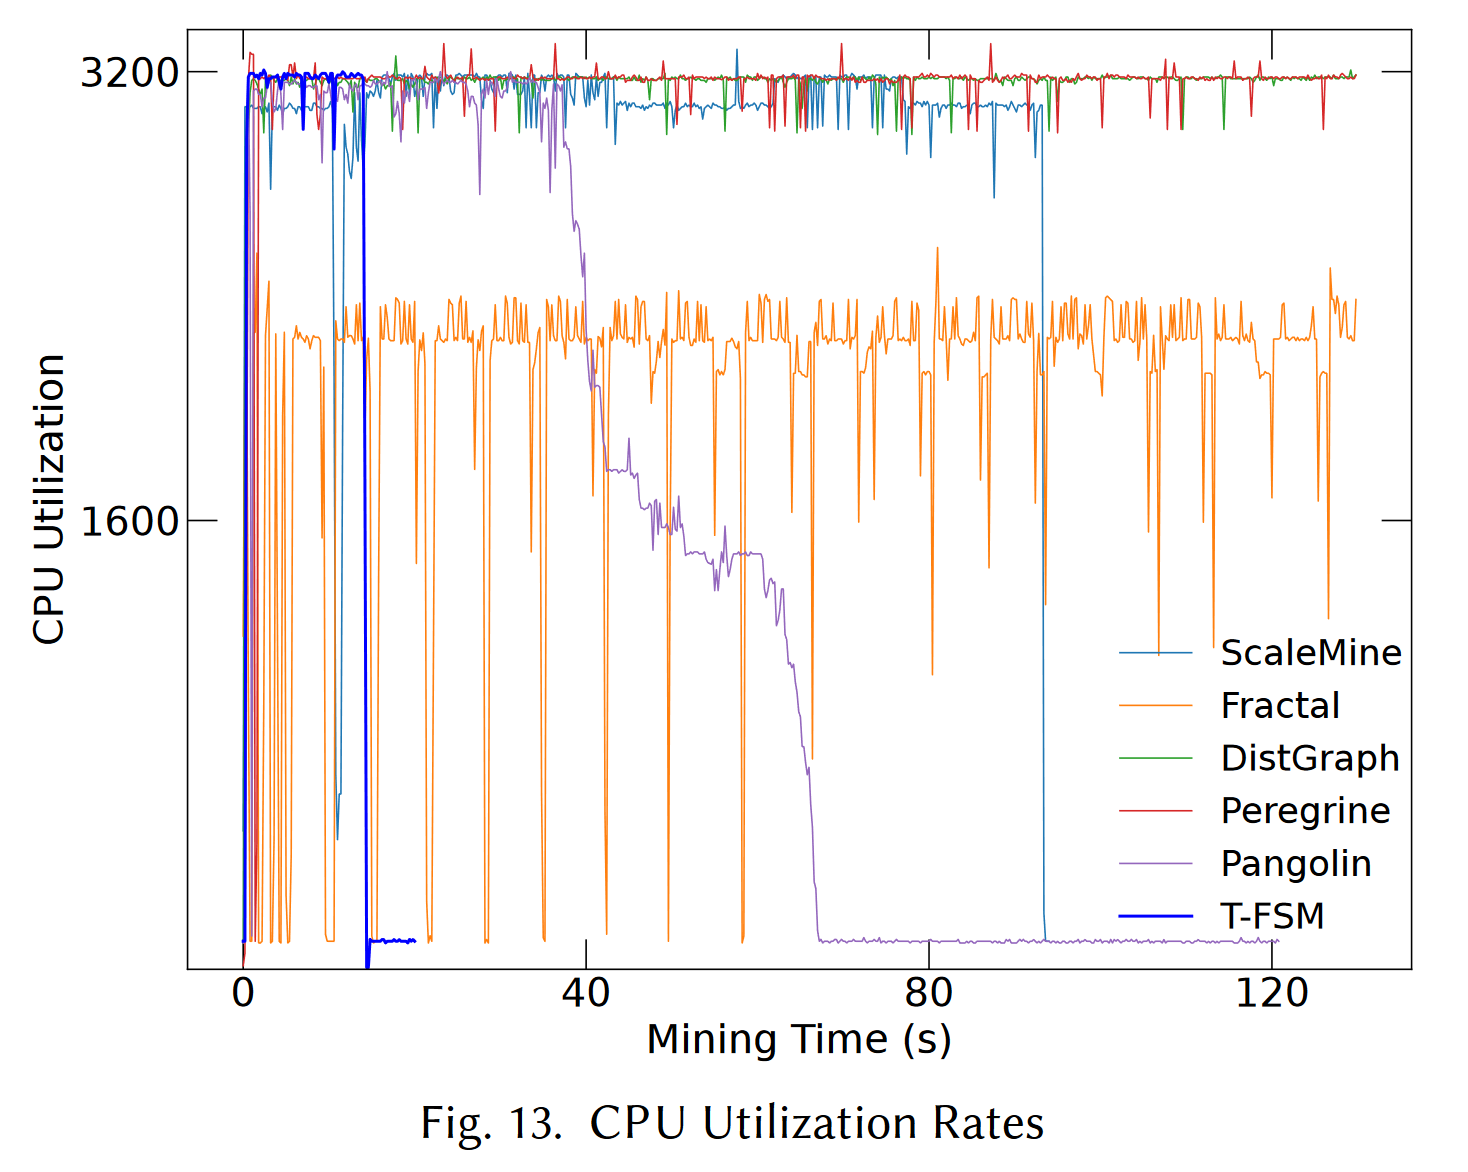 3200
1600
CPU Utilization
0 40 80 120
Mining Time (s)
ScaleMine
Fractal
DistGraph
Peregrine
Pangolin
T-FSM
Fig. 13. CPU Utilization Rates